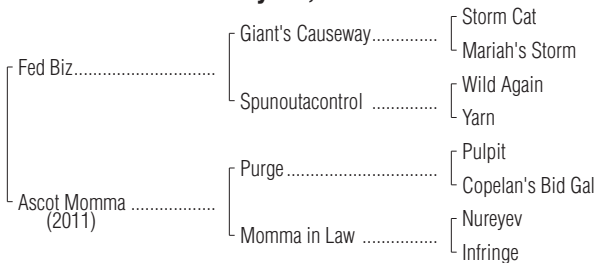 Storm Cat
Giant's Causeway..............
Mariah's Storm
Fed Biz..............................
Wild Again
Spunoutacontrol ..............
Yarn
Pulpit
Purge................................
Copelan's Bid Gal
Ascot Momma ..................
(2011)
Nureyev
Momma in Law ................
Infringe